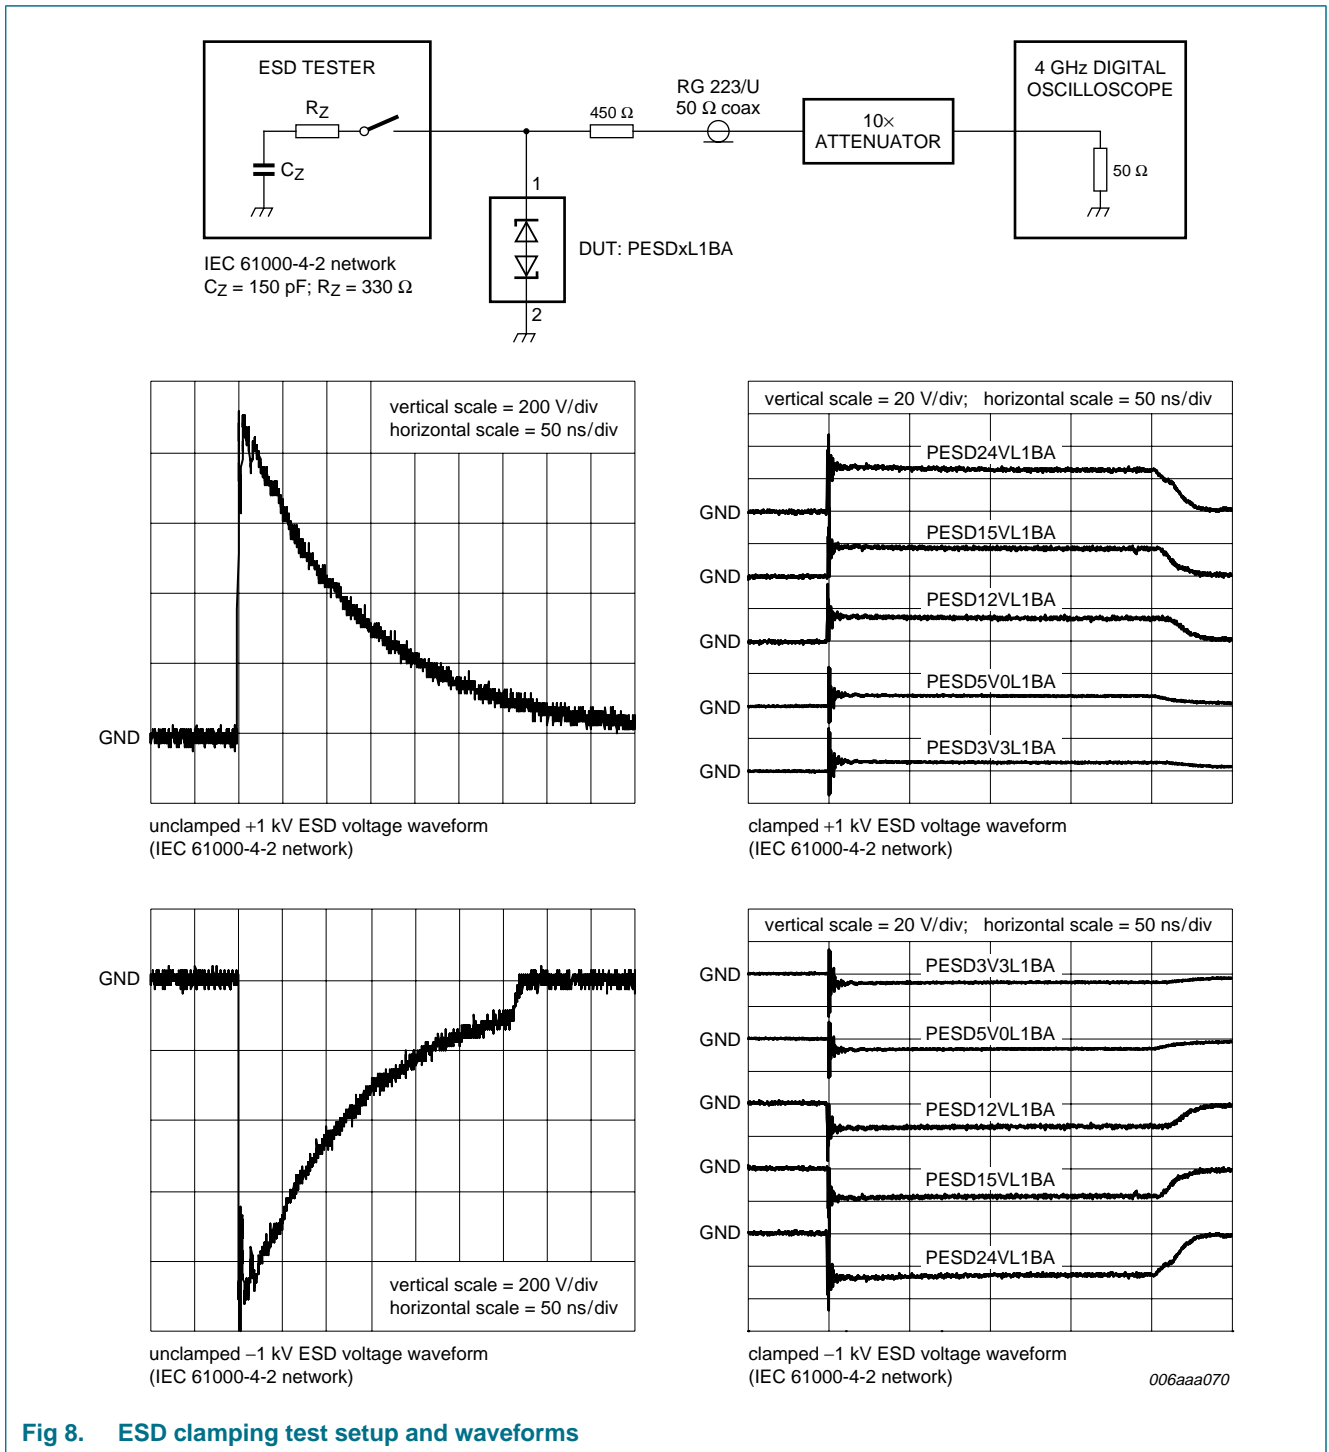 ESD TESTER
RZ
CZ
IEC 61000-4-2 network
CZ = 150 pF; RZ = 330 Ω
1
2
DUT: PESDxL1BA
450 Ω
RG 223/U
50 Ω coax
10×
ATTENUATOR
4 GHz DIGITAL
OSCILLOSCOPE
50 Ω
vertical scale = 200 V/div
horizontal scale = 50 ns/div
GND
unclamped +1 kV ESD voltage waveform
(IEC 61000-4-2 network)
vertical scale = 20 V/div; horizontal scale = 50 ns/div
PESD24VL1BA
GND
PESD15VL1BA
GND
PESD12VL1BA
GND
PESD5V0L1BA
GND
PESD3V3L1BA
GND
clamped +1 kV ESD voltage waveform
(IEC 61000-4-2 network)
GND
vertical scale = 200 V/div
horizontal scale = 50 ns/div
unclamped −1 kV ESD voltage waveform
(IEC 61000-4-2 network)
vertical scale = 20 V/div; horizontal scale = 50 ns/div
GND
PESD3V3L1BA
GND
PESD5V0L1BA
GND
PESD12VL1BA
GND
PESD15VL1BA
GND
PESD24VL1BA
clamped −1 kV ESD voltage waveform
(IEC 61000-4-2 network)
006aaa070
Fig 8. ESD clamping test setup and waveforms